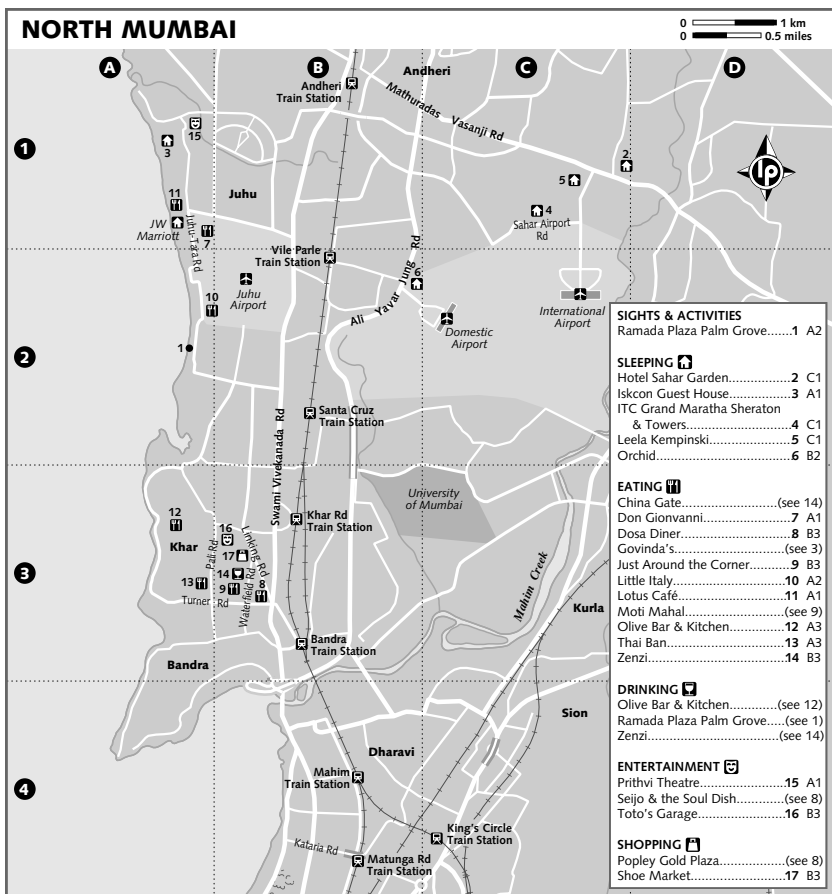 NORTH MUMBAI
0 1 km
0 0.5 miles
A
B
C
D
1
2
3
4
lp
Andheri
Andheri
Train Station
Mathuradas Vasanji Rd
15
3
2
5
4
Sahar Airport
Rd
11
Juhu
JW
Marriott
Juhu-Tara Rd
7
Vile Parle
Train Station
Ali Yavar Jung Rd
6
Juhu
Airport
10
Domestic
Airport
International
Airport
1
Santa Cruz
Train Station
Swami Vivekanada Rd
University
of Mumbai
12
Khar Rd
Train Station
16
Khar
Pali Rd
17
Linking Rd
14
13
9
8
Turner Rd
Waterfield Rd
Mahim Creek
Kurla
Bandra
Train Station
Bandra
Sion
Dharavi
Mahim
Train Station
King's Circle
Train Station
Kataria Rd
Matunga Rd
Train Station
SIGHTS & ACTIVITIES
Ramada Plaza Palm Grove.......1 A2
SLEEPING
Hotel Sahar Garden................2 C1
Iskcon Guest House................3 A1
ITC Grand Maratha Sheraton
& Towers..............................4 C1
Leela Kempinski.....................5 C1
Orchid...................................6 B2
EATING
China Gate........................(see 14)
Don Gionvanni.......................7 A1
Dosa Diner.............................8 B3
Govinda's...........................(see 3)
Just Around the Corner..........9 B3
Little Italy.............................10 A2
Lotus Café............................11 A1
Moti Mahal........................(see 9)
Olive Bar & Kitchen..............12 A3
Thai Ban...............................13 A3
Zenzi....................................14 B3
DRINKING
Olive Bar & Kitchen..........(see 12)
Ramada Plaza Palm Grove....(see 1)
Zenzi.................................(see 14)
ENTERTAINMENT
Prithvi Theatre......................15 A1
Seijo & the Soul Dish...........(see 8)
Toto's Garage.......................16 B3
SHOPPING
Popley Gold Plaza...............(see 8)
Shoe Market.........................17 B3